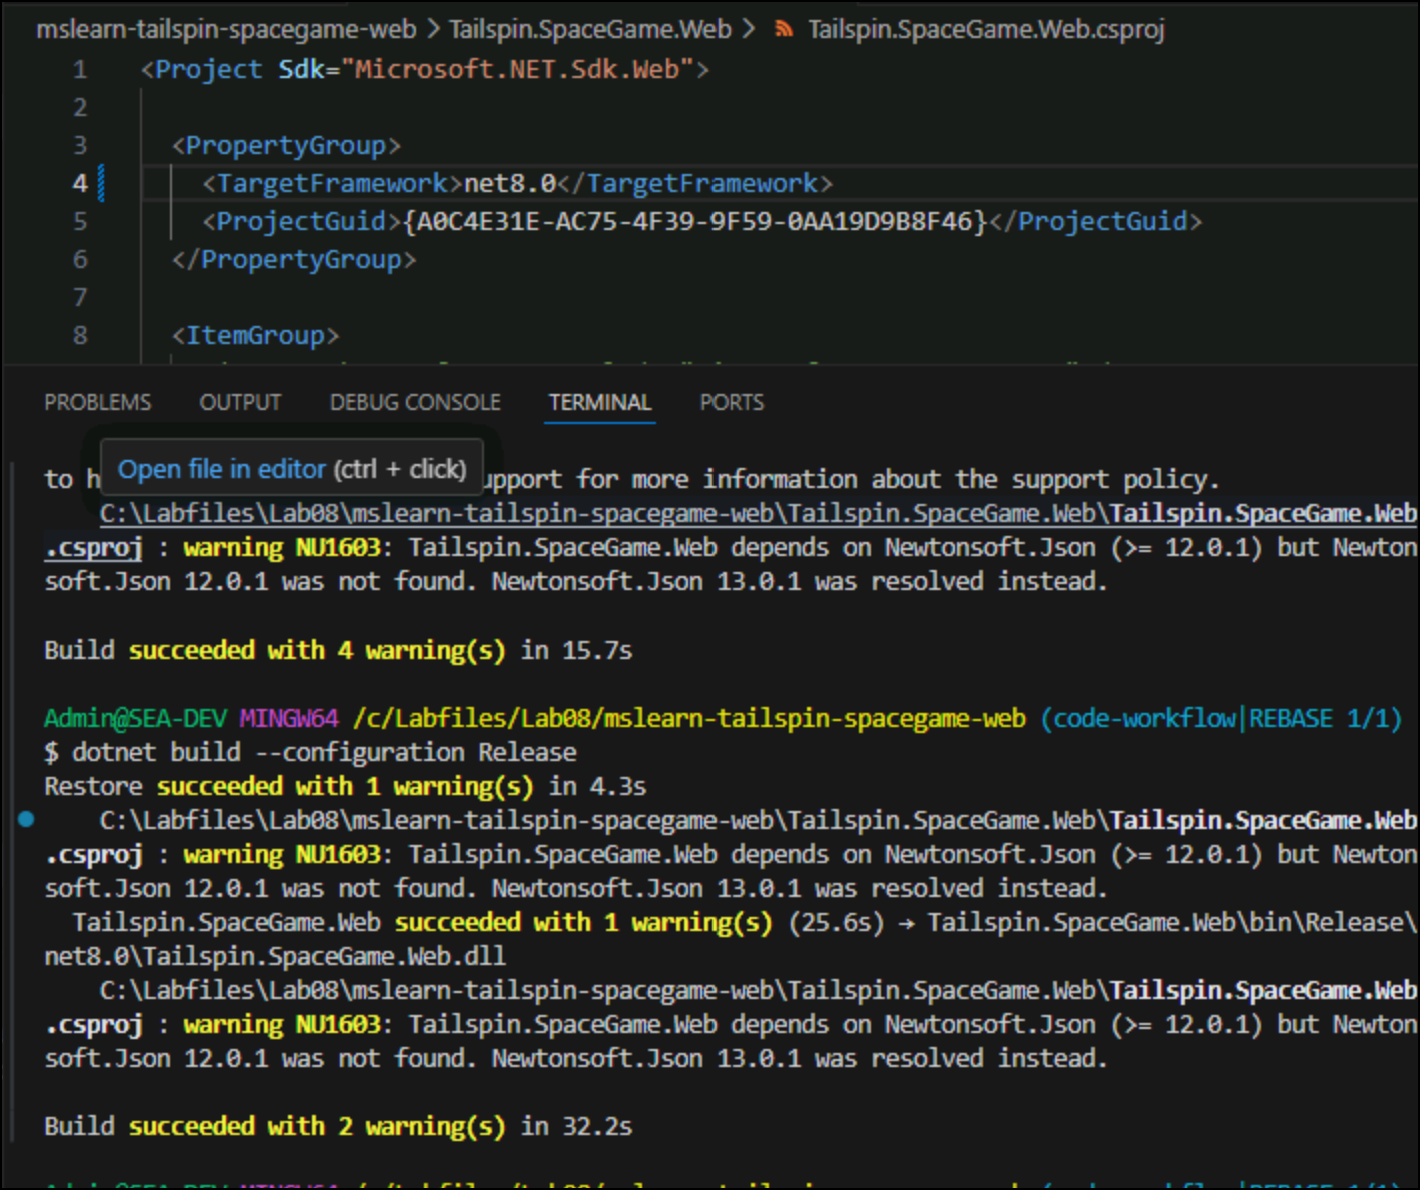 mslearn-tailspin-spacegame-web > Tailspin.SpaceGame.Web > Tailspin.SpaceGame.Web.csproj
1 <Project Sdk="Microsoft.NET.Sdk.Web">
2
3 <PropertyGroup>
4 <TargetFramework>net8.0</TargetFramework>
5 <ProjectGuid>{A0C4E31E-AC75-4F39-9F59-0AA19D9B8F46}</ProjectGuid>
6 </PropertyGroup>
7
8 <ItemGroup>
PROBLEMS OUTPUT DEBUG CONSOLE TERMINAL PORTS
Open file in editor (ctrl + click)
to h upport for more information about the support policy.
C:\Labfiles\Lab08\mslearn-tailspin-spacegame-web\Tailspin.SpaceGame.Web\Tailspin.SpaceGame.Web
.csproj : warning NU1603: Tailspin.SpaceGame.Web depends on Newtonsoft.Json (>= 12.0.1) but Newton
soft.Json 12.0.1 was not found. Newtonsoft.Json 13.0.1 was resolved instead.
Build succeeded with 4 warning(s) in 15.7s
Admin@SEA-DEV MINGW64 /c/Labfiles/Lab08/mslearn-tailspin-spacegame-web (code-workflow|REBASE 1/1)
$ dotnet build --configuration Release
Restore succeeded with 1 warning(s) in 4.3s
C:\Labfiles\Lab08\mslearn-tailspin-spacegame-web\Tailspin.SpaceGame.Web\Tailspin.SpaceGame.Web
.csproj : warning NU1603: Tailspin.SpaceGame.Web depends on Newtonsoft.Json (>= 12.0.1) but Newton
soft.Json 12.0.1 was not found. Newtonsoft.Json 13.0.1 was resolved instead.
Tailspin.SpaceGame.Web succeeded with 1 warning(s) (25.6s) → Tailspin.SpaceGame.Web\bin\Release\
net8.0\Tailspin.SpaceGame.Web.dll
C:\Labfiles\Lab08\mslearn-tailspin-spacegame-web\Tailspin.SpaceGame.Web\Tailspin.SpaceGame.Web
.csproj : warning NU1603: Tailspin.SpaceGame.Web depends on Newtonsoft.Json (>= 12.0.1) but Newton
soft.Json 12.0.1 was not found. Newtonsoft.Json 13.0.1 was resolved instead.
Build succeeded with 2 warning(s) in 32.2s